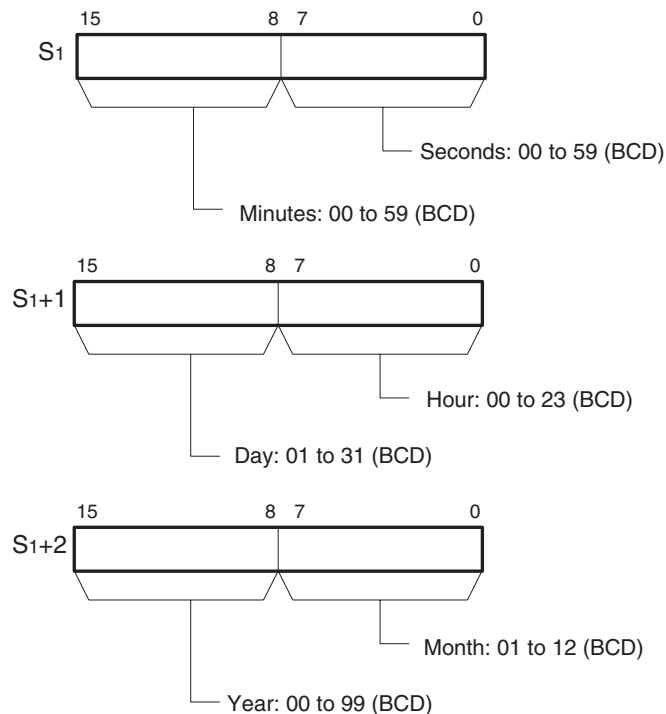 15 8 7 0
S1
Seconds: 00 to 59 (BCD)
Minutes: 00 to 59 (BCD)
15 8 7 0
S1+1
Hour: 00 to 23 (BCD)
Day: 01 to 31 (BCD)
15 8 7 0
S1+2
Month: 01 to 12 (BCD)
Year: 00 to 99 (BCD)